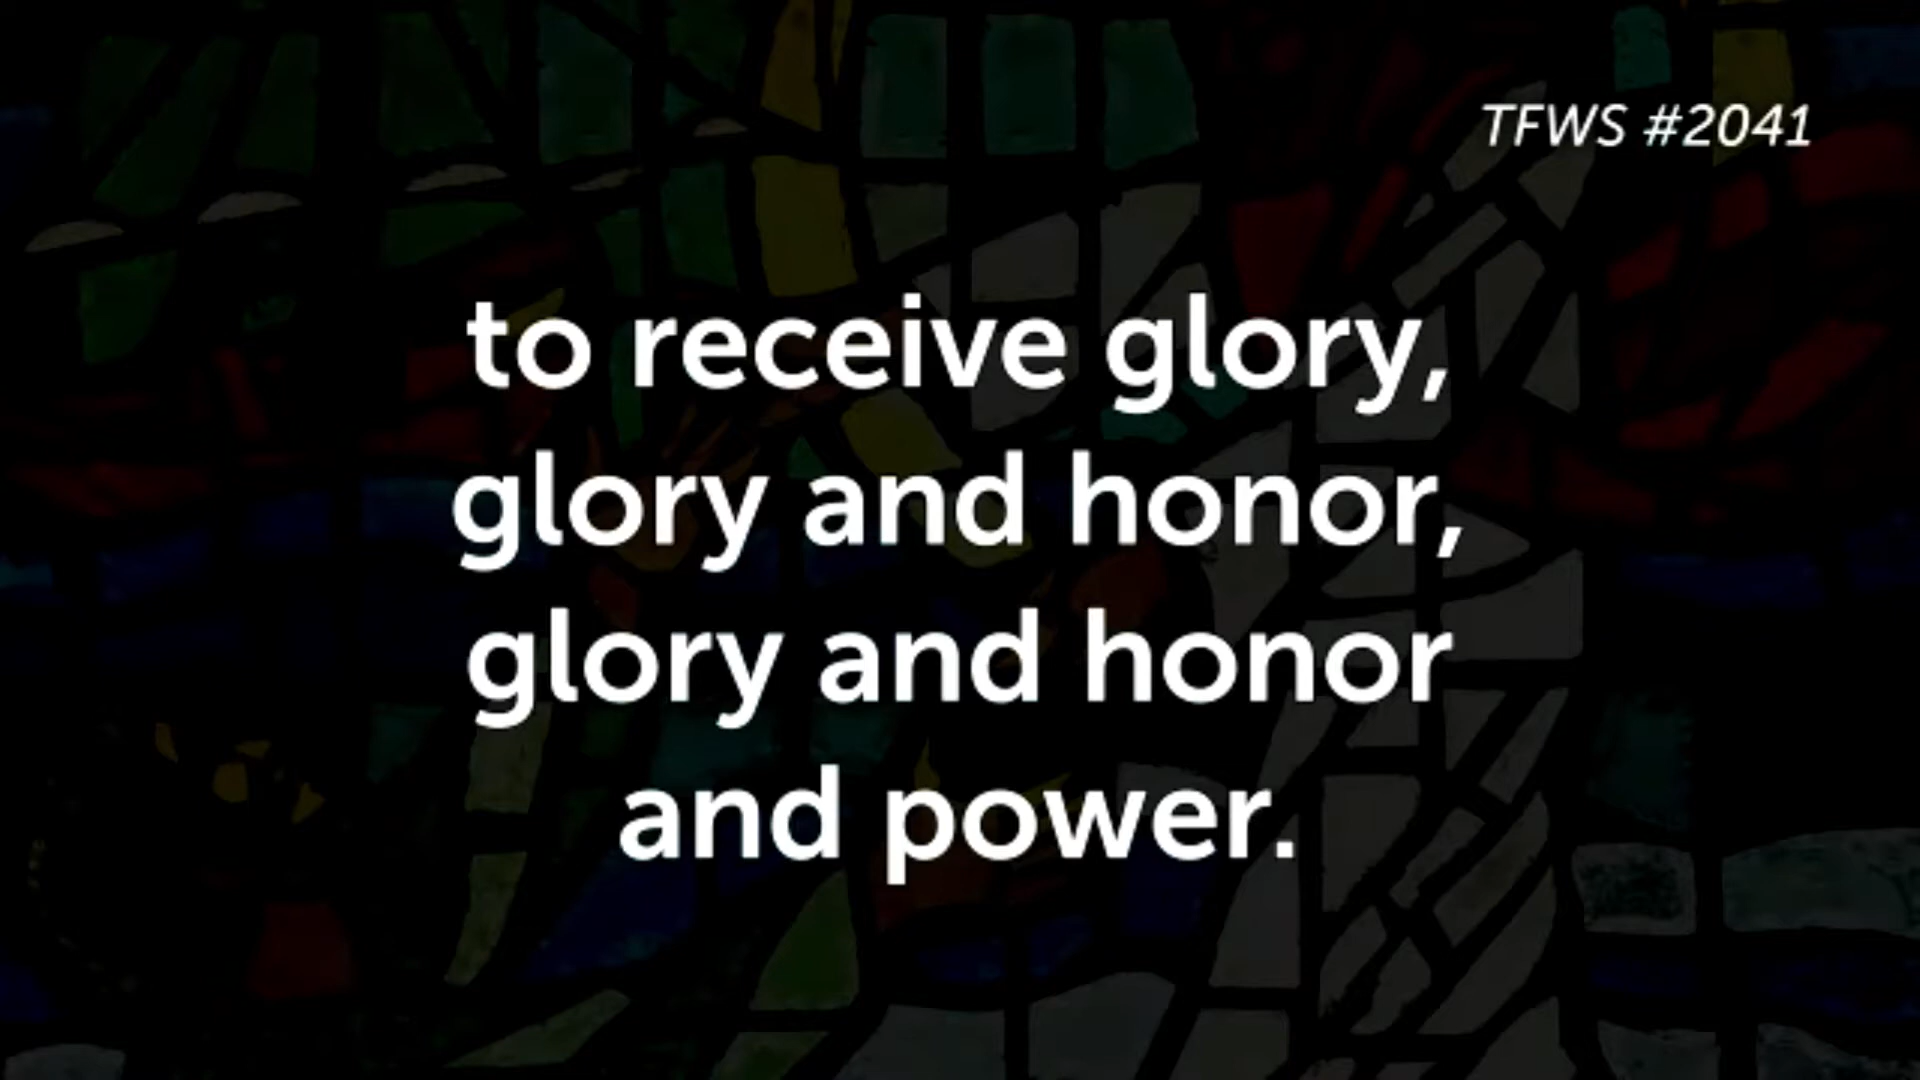 TFWS #2041
to receive glory,
glory and honor,
glory and honor
and power.